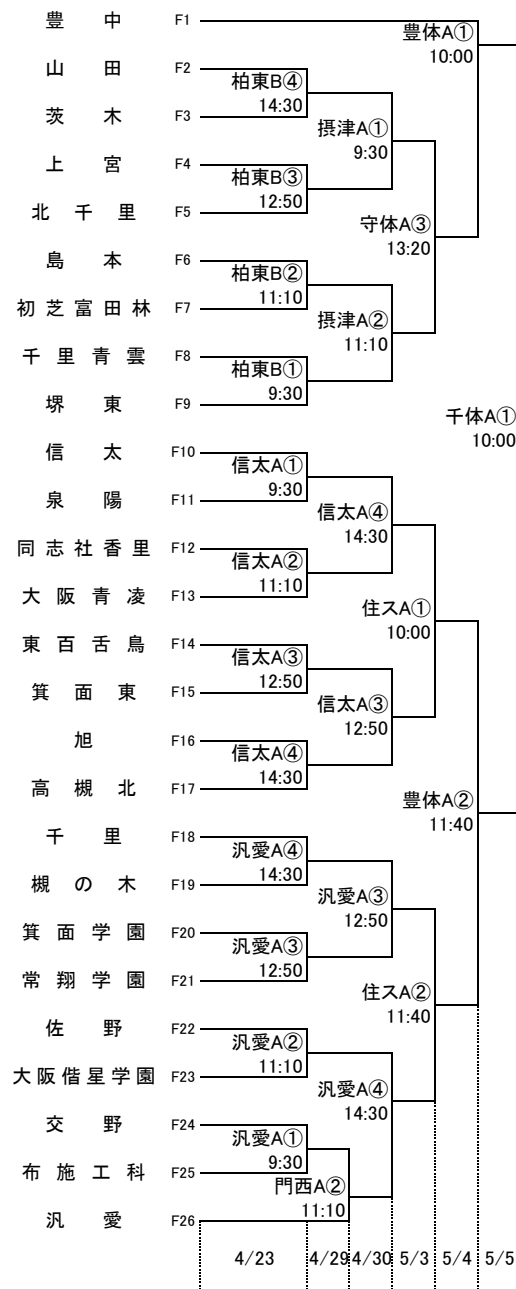 豊中 F1
豊体A①
10:00
山田 F2
柏東B④
14:30
茨木 F3
摂津A①
9:30
上宮 F4
柏東B③
12:50
北千里 F5
守体A③
13:20
島本 F6
柏東B②
11:10
初芝富田林 F7
摂津A②
11:10
千里青雲 F8
柏東B①
9:30
堺東 F9
千体A①
10:00
信太 F10
信太A①
9:30
泉陽 F11
信太A④
14:30
同志社香里 F12
信太A②
11:10
大阪青凌 F13
住スA①
10:00
東百舌鳥 F14
信太A③
12:50
箕面東 F15
信太A③
12:50
旭 F16
信太A④
14:30
高槻北 F17
豊体A②
11:40
千里 F18
汎愛A④
14:30
槻の木 F19
汎愛A③
12:50
箕面学園 F20
汎愛A③
12:50
常翔学園 F21
住スA②
11:40
佐野 F22
汎愛A②
11:10
大阪偕星学園 F23
汎愛A④
14:30
交野 F24
汎愛A①
9:30
布施工科 F25
門西A②
11:10
汎愛 F26
4/23 4/29 4/30 5/3 5/4 5/5